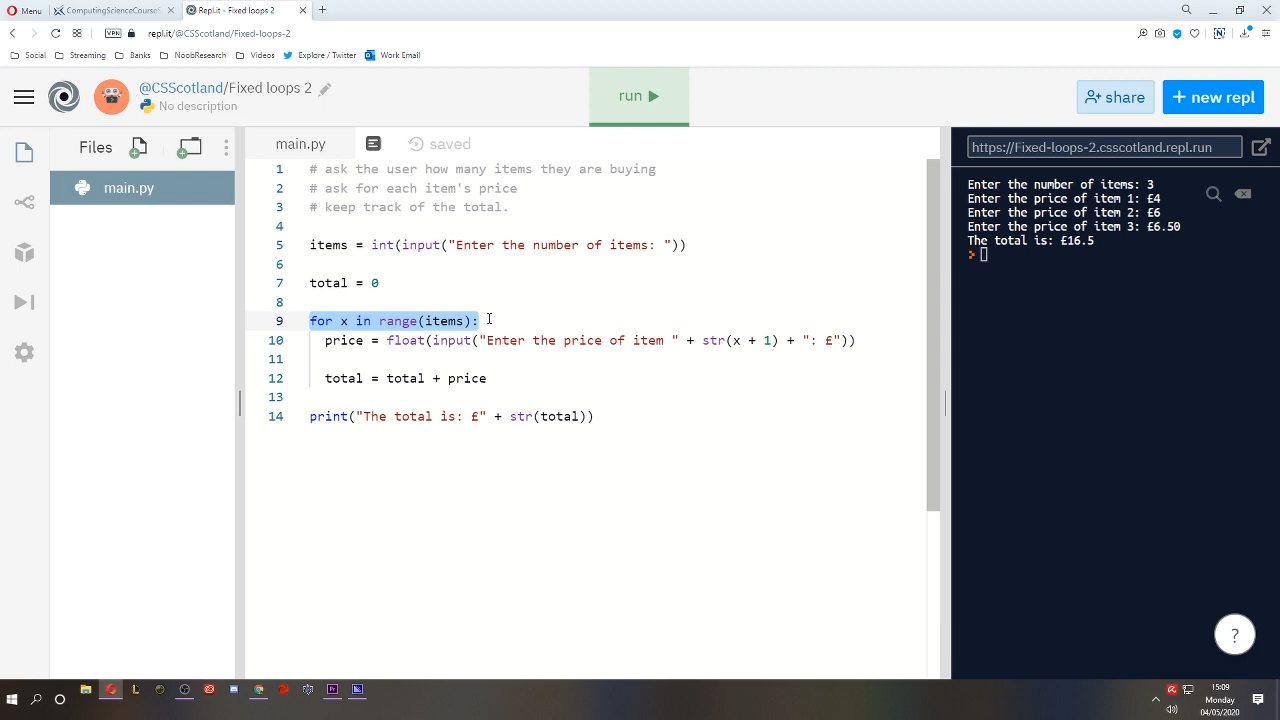 Menu
ComputingScienceCourseS
Repl.it - Fixed loops 2
VPN
repl.it/@CSScotland/Fixed-loops-2
Social
Streaming
Banks
NoobResearch
Videos
Explore / Twitter
Work Email
@CSScotland/Fixed loops 2
No description
run
share
+ new repl
Files
main.py
main.py
saved
https://Fixed-loops-2.csscotland.repl.run
1 # ask the user how many items they are buying
2 # ask for each item's price
3 # keep track of the total.
4
5 items = int(input("Enter the number of items: "))
6
7 total = 0
8
9 for x in range(items):
10 price = float(input("Enter the price of item " + str(x + 1) + ": £"))
11
12 total = total + price
13
14 print("The total is: £" + str(total))
Enter the number of items: 3
Enter the price of item 1: £4
Enter the price of item 2: £6
Enter the price of item 3: £6.50
The total is: £16.5
?
15:09
Monday
04/05/2020